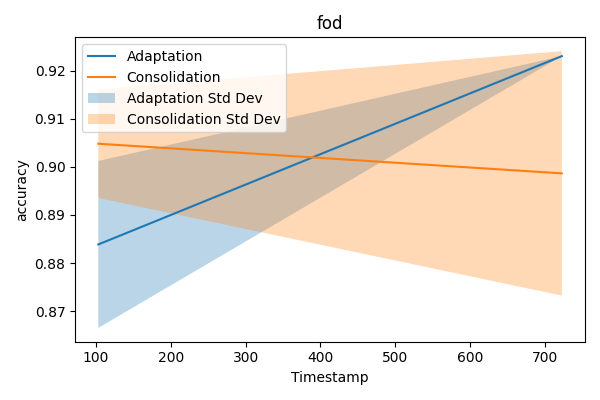 fod
Adaptation
Consolidation
Adaptation Std Dev
Consolidation Std Dev
accuracy
0.92
0.91
0.90
0.89
0.88
0.87
100 200 300 400 500 600 700
Timestamp